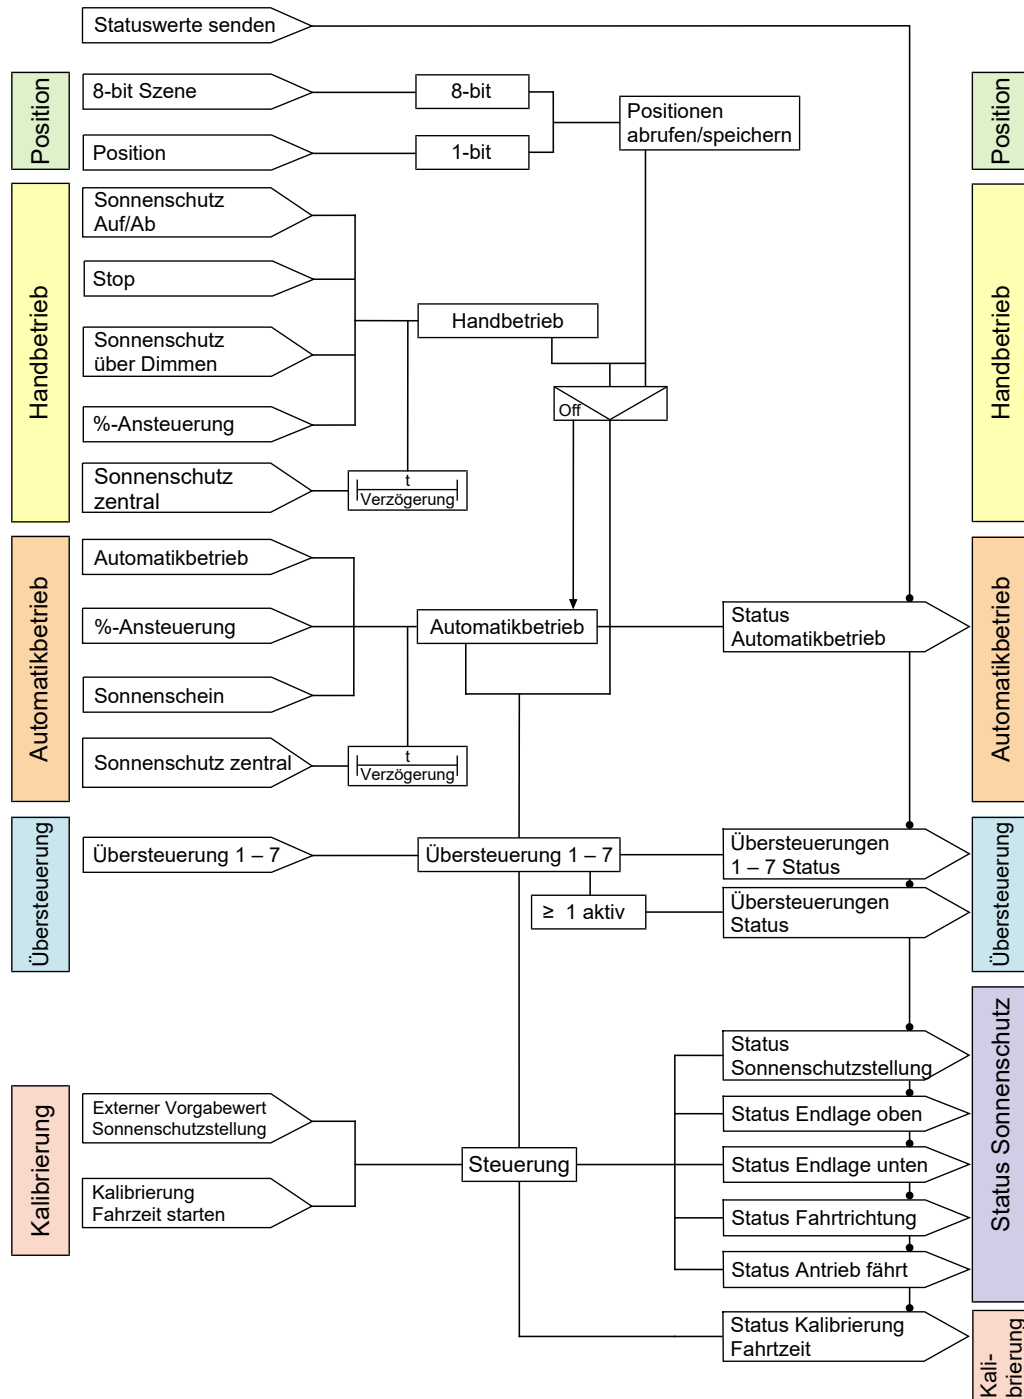 Statuswerte senden
Position
8-bit Szene
8-bit
Positionen
abrufen/speichern
Position
Position
1-bit
Handbetrieb
Sonnenschutz
Auf/Ab
Handbetrieb
Stop
Handbetrieb
Sonnenschutz
über Dimmen
Off
%-Ansteuerung
Sonnenschutz
zentral
t
Verzögerung
Automatikbetrieb
Automatikbetrieb
Automatikbetrieb
%-Ansteuerung
Automatikbetrieb
Status
Automatikbetrieb
Sonnenschein
Sonnenschutz zentral
t
Verzögerung
Übersteuerung
Übersteuerung 1 – 7
Übersteuerung 1 – 7
Übersteuerungen
1 – 7 Status
Übersteuerung
≥ 1 aktiv
Übersteuerungen
Status
Status Sonnenschutz
Status
Sonnenschutzstellung
Kalibrierung
Externer Vorgabewert
Sonnenschutzstellung
Status Endlage oben
Steuerung
Status Endlage unten
Kalibrierung
Fahrzeit starten
Status Fahrtrichtung
Status Antrieb fährt
Status Kalibrierung
Fahrtzeit
Kali-
brierung